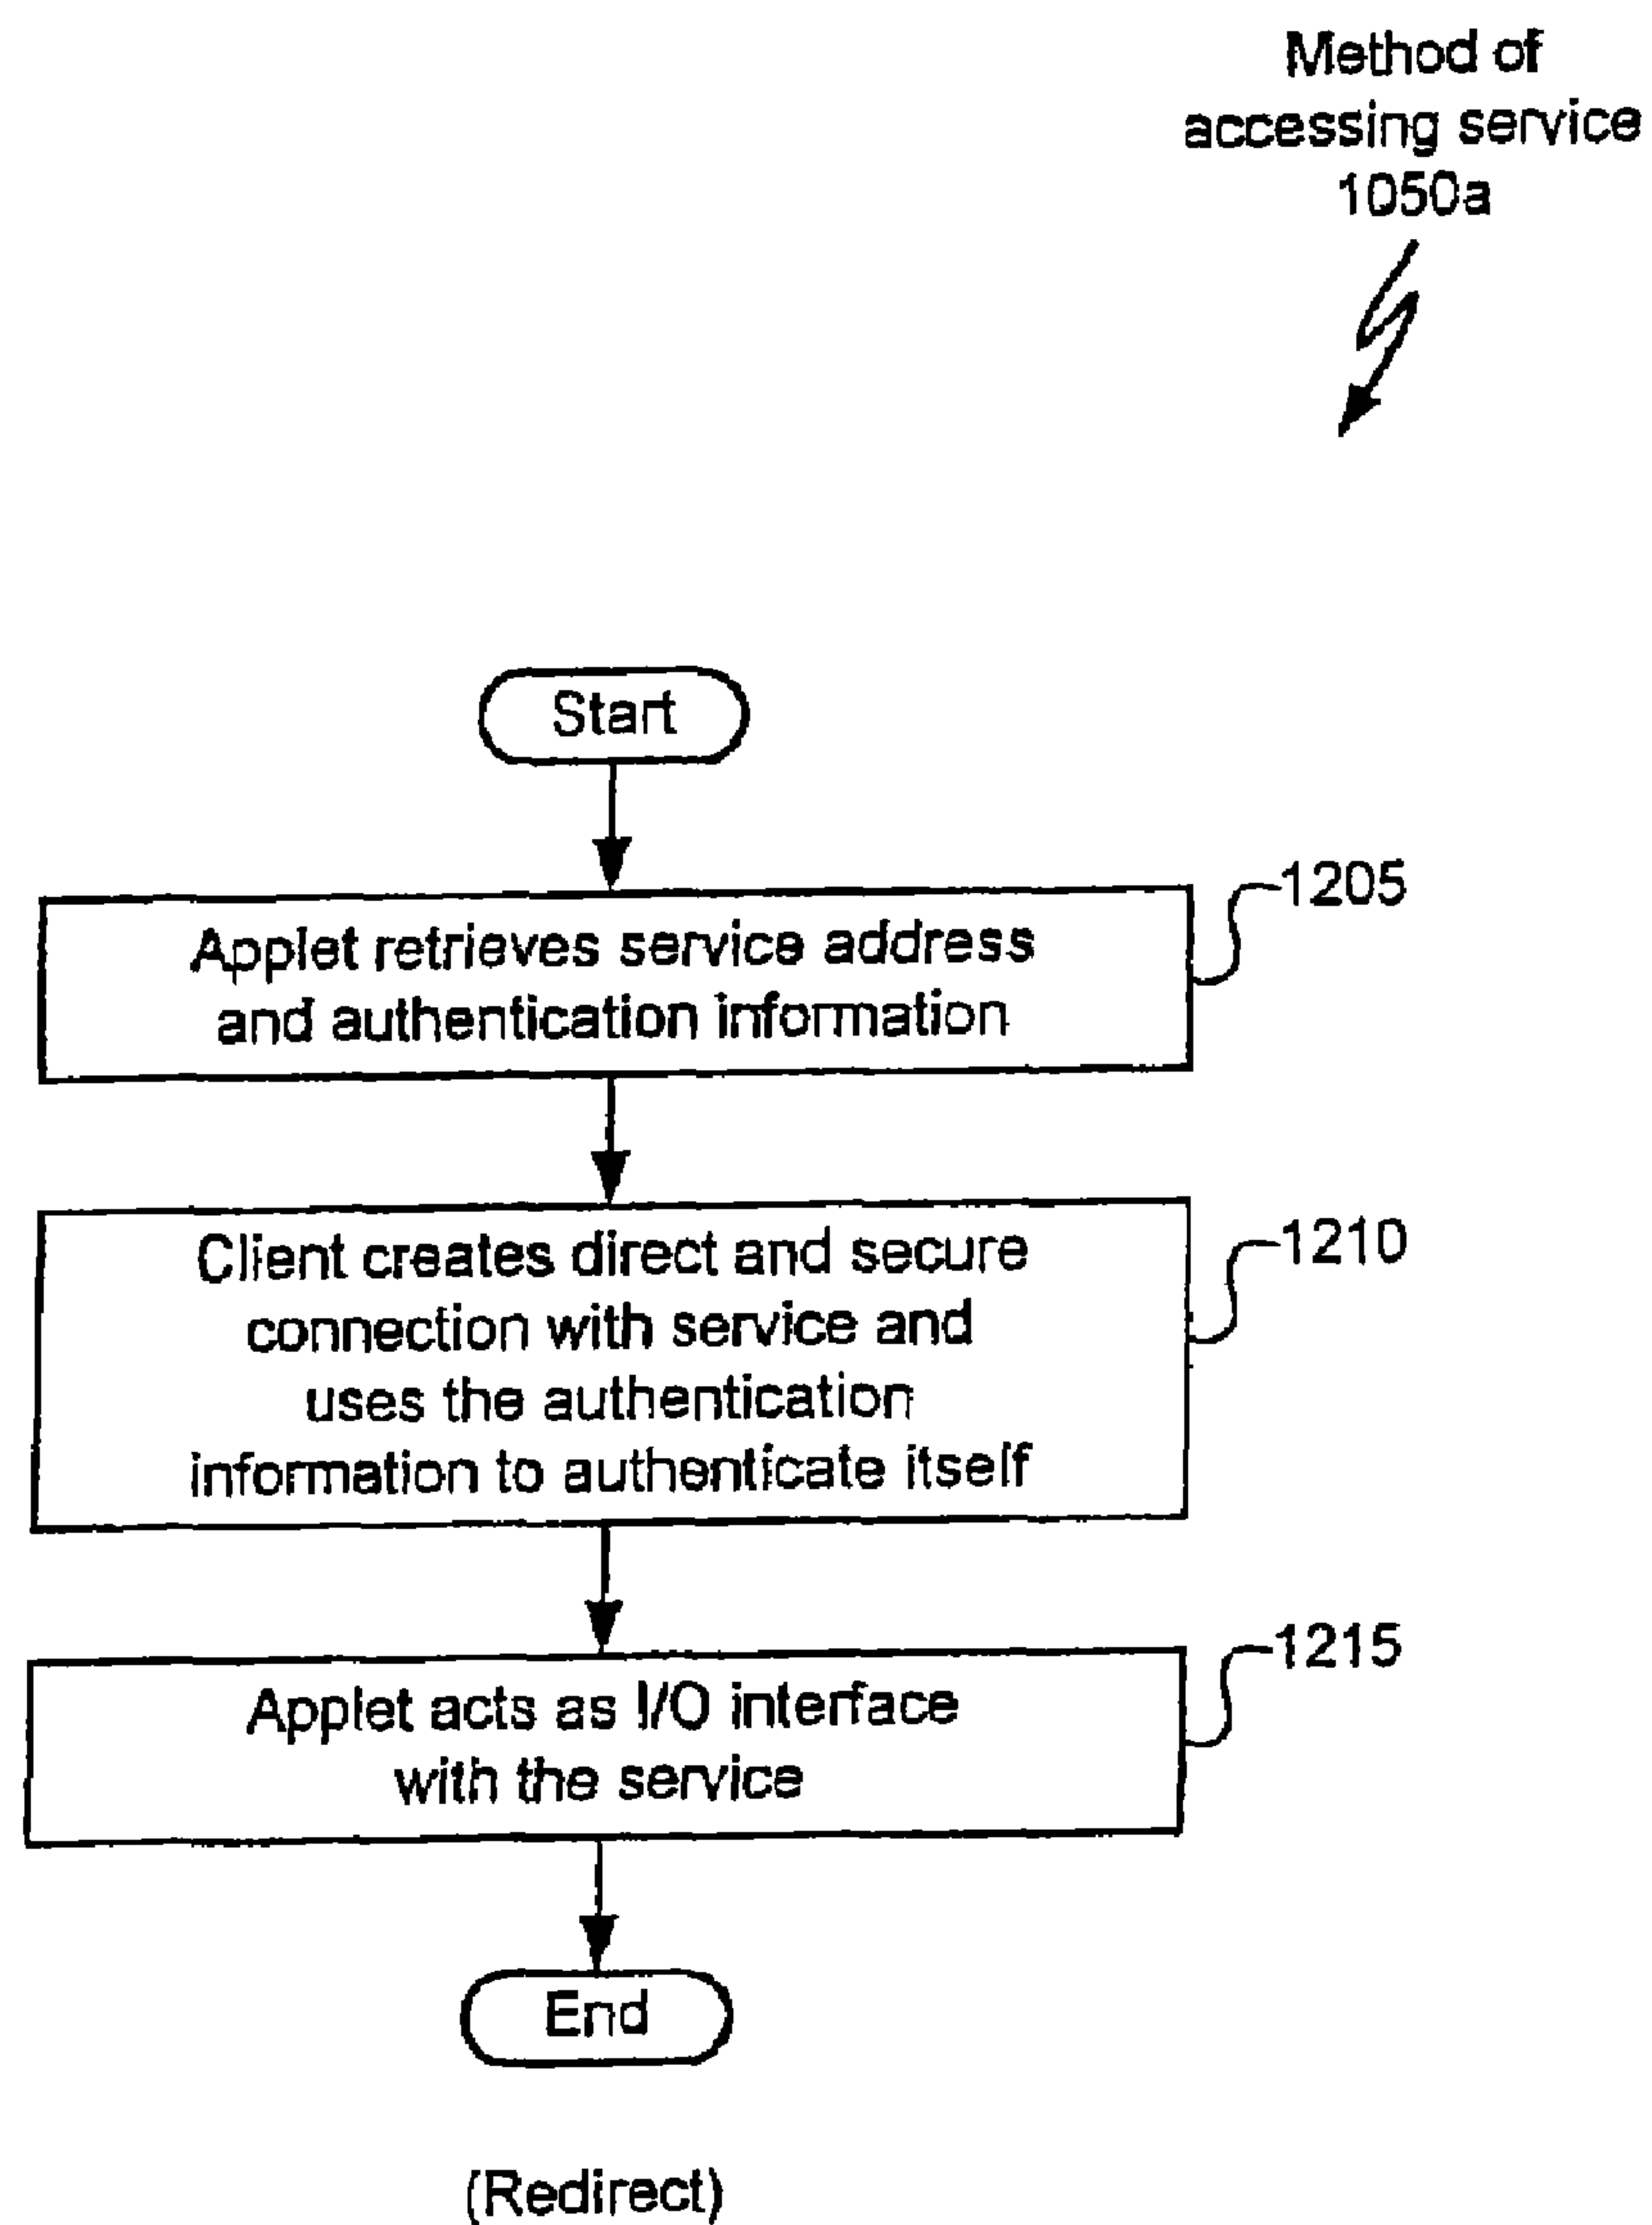 Method of
accessing service
1050a
Start
1205
Applet retrieves service address
and authentication information
1210
Client creates direct and secure
connection with service and
uses the authentication
information to authenticate itself
1215
Applet acts as I/O interface
with the service
End
(Redirect)